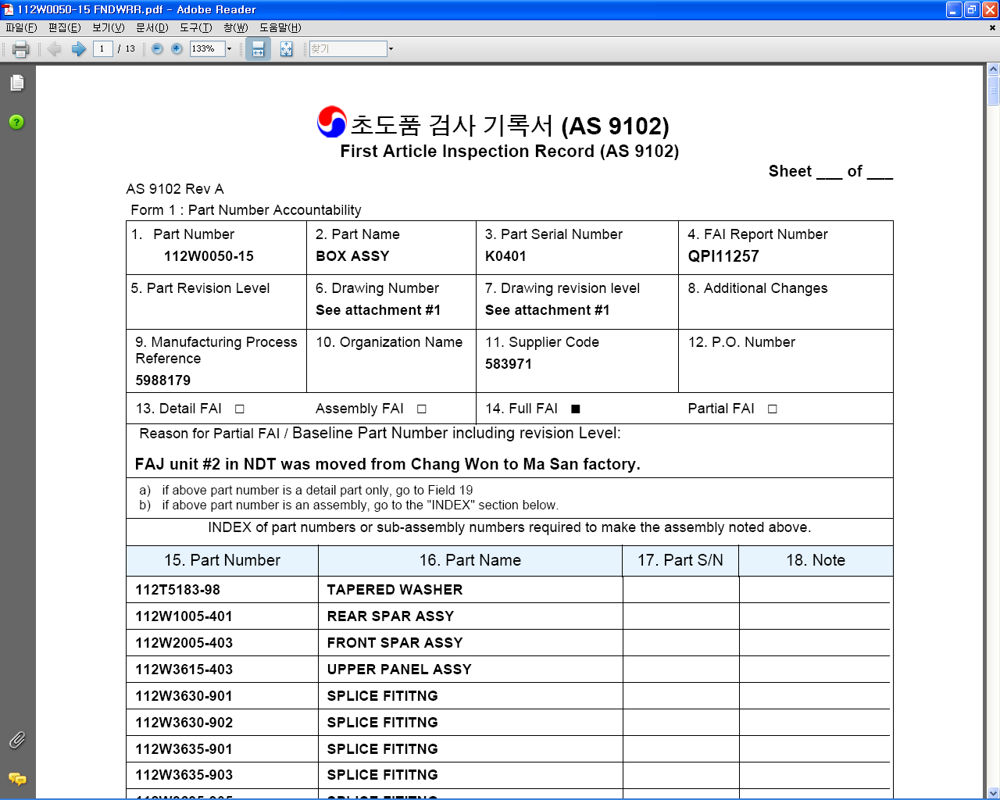 112W0050-15 FNDWRR.pdf - Adobe Reader
파일(F) 편집(E) 보기(V) 문서(D) 도구(T) 창(W) 도움말(H)
1 / 13 133% 찾기
초도품 검사 기록서 (AS 9102)
First Article Inspection Record (AS 9102)
Sheet ___ of ___
AS 9102 Rev A
Form 1 : Part Number Accountability
1. Part Number 2. Part Name 3. Part Serial Number 4. FAI Report Number
112W0050-15 BOX ASSY K0401 QPI11257
5. Part Revision Level 6. Drawing Number 7. Drawing revision level 8. Additional Changes
See attachment #1 See attachment #1
9. Manufacturing Process 10. Organization Name 11. Supplier Code 12. P.O. Number
Reference
583971
5988179
13. Detail FAI □ Assembly FAI □ 14. Full FAI ■ Partial FAI □
Reason for Partial FAI / Baseline Part Number including revision Level:
FAJ unit #2 in NDT was moved from Chang Won to Ma San factory.
a) if above part number is a detail part only, go to Field 19
b) if above part number is an assembly, go to the "INDEX" section below.
INDEX of part numbers or sub-assembly numbers required to make the assembly noted above.
15. Part Number 16. Part Name 17. Part S/N 18. Note
112T5183-98 TAPERED WASHER
112W1005-401 REAR SPAR ASSY
112W2005-403 FRONT SPAR ASSY
112W3615-403 UPPER PANEL ASSY
112W3630-901 SPLICE FITITNG
112W3630-902 SPLICE FITITNG
112W3635-901 SPLICE FITITNG
112W3635-903 SPLICE FITITNG